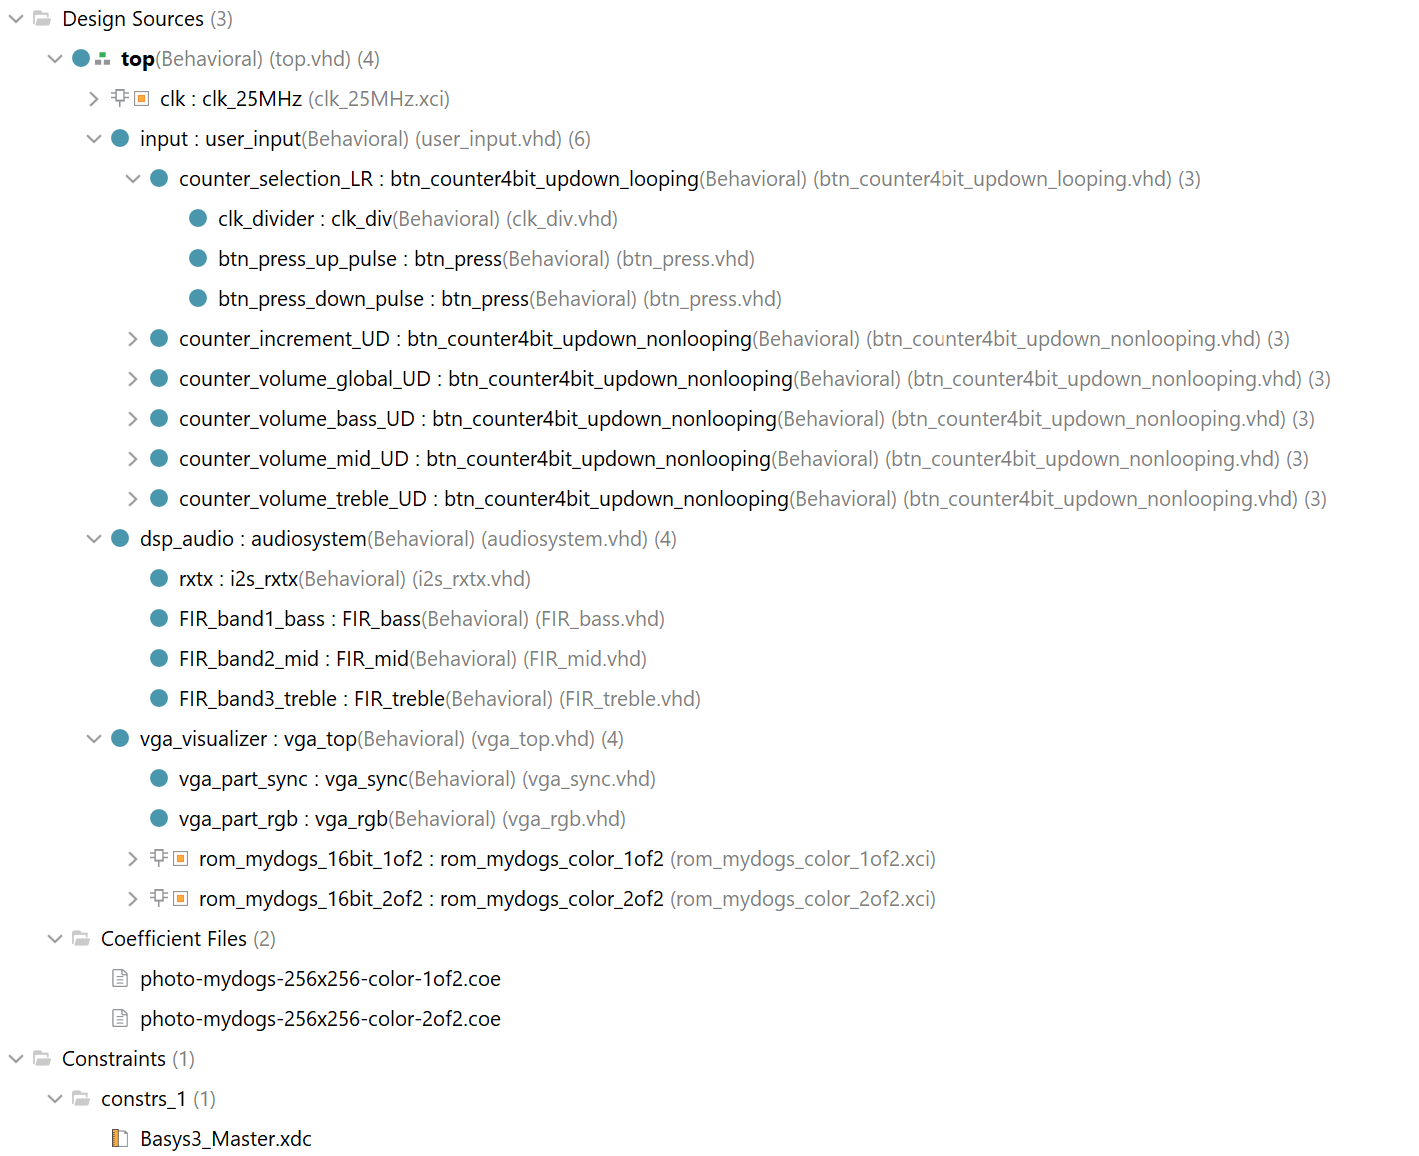 Design Sources (3)
top(Behavioral) (top.vhd) (4)
clk : clk_25MHz (clk_25MHz.xci)
input : user_input(Behavioral) (user_input.vhd) (6)
counter_selection_LR : btn_counter4bit_updown_looping(Behavioral) (btn_counter4bit_updown_looping.vhd) (3)
clk_divider : clk_div(Behavioral) (clk_div.vhd)
btn_press_up_pulse : btn_press(Behavioral) (btn_press.vhd)
btn_press_down_pulse : btn_press(Behavioral) (btn_press.vhd)
counter_increment_UD : btn_counter4bit_updown_nonlooping(Behavioral) (btn_counter4bit_updown_nonlooping.vhd) (3)
counter_volume_global_UD : btn_counter4bit_updown_nonlooping(Behavioral) (btn_counter4bit_updown_nonlooping.vhd) (3)
counter_volume_bass_UD : btn_counter4bit_updown_nonlooping(Behavioral) (btn_counter4bit_updown_nonlooping.vhd) (3)
counter_volume_mid_UD : btn_counter4bit_updown_nonlooping(Behavioral) (btn_counter4bit_updown_nonlooping.vhd) (3)
counter_volume_treble_UD : btn_counter4bit_updown_nonlooping(Behavioral) (btn_counter4bit_updown_nonlooping.vhd) (3)
dsp_audio : audiosystem(Behavioral) (audiosystem.vhd) (4)
rxtx : i2s_rxtx(Behavioral) (i2s_rxtx.vhd)
FIR_band1_bass : FIR_bass(Behavioral) (FIR_bass.vhd)
FIR_band2_mid : FIR_mid(Behavioral) (FIR_mid.vhd)
FIR_band3_treble : FIR_treble(Behavioral) (FIR_treble.vhd)
vga_visualizer : vga_top(Behavioral) (vga_top.vhd) (4)
vga_part_sync : vga_sync(Behavioral) (vga_sync.vhd)
vga_part_rgb : vga_rgb(Behavioral) (vga_rgb.vhd)
rom_mydogs_16bit_1of2 : rom_mydogs_color_1of2 (rom_mydogs_color_1of2.xci)
rom_mydogs_16bit_2of2 : rom_mydogs_color_2of2 (rom_mydogs_color_2of2.xci)
Coefficient Files (2)
photo-mydogs-256x256-color-1of2.coe
photo-mydogs-256x256-color-2of2.coe
Constraints (1)
constrs_1 (1)
Basys3_Master.xdc